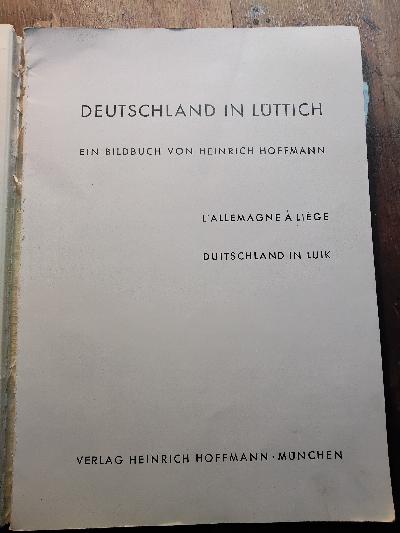 DEUTSCHLAND IN LÜTTICH
EIN BILDBUCH VON HEINRICH HOFFMANN
L'ALLEMAGNE À LIÈGE
DUITSCHLAND IN LUIK
VERLAG HEINRICH HOFFMANN · MÜNCHEN